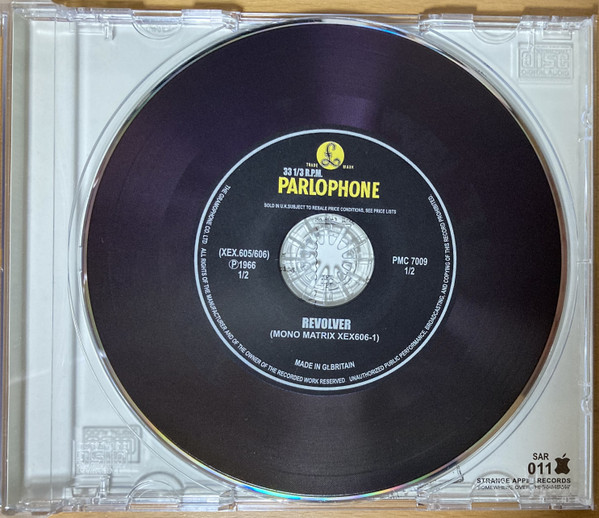 TRADE MARK
£
33 1/3 R.P.M.
PARLOPHONE
SOLD IN U.K.SUBJECT TO RESALE PRICE CONDITIONS, SEE PRICE LISTS
(XEX.605/606)
Ⓟ1966
1/2
PMC 7009
1/2
REVOLVER
(MONO MATRIX XEX606-1)
MADE IN Gt.BRITAIN
THE GRAMOPHONE CO. LTD. ALL RIGHTS OF THE MANUFACTURER AND OF THE OWNER OF THE RECORDED WORK RESERVED. UNAUTHORIZED PUBLIC PERFORMANCE, BROADCASTING, AND COPYING OF THIS RECORD PROHIBITED.
SAR
011
STRANGE APPLE RECORDS
SOMEWHERE OVER